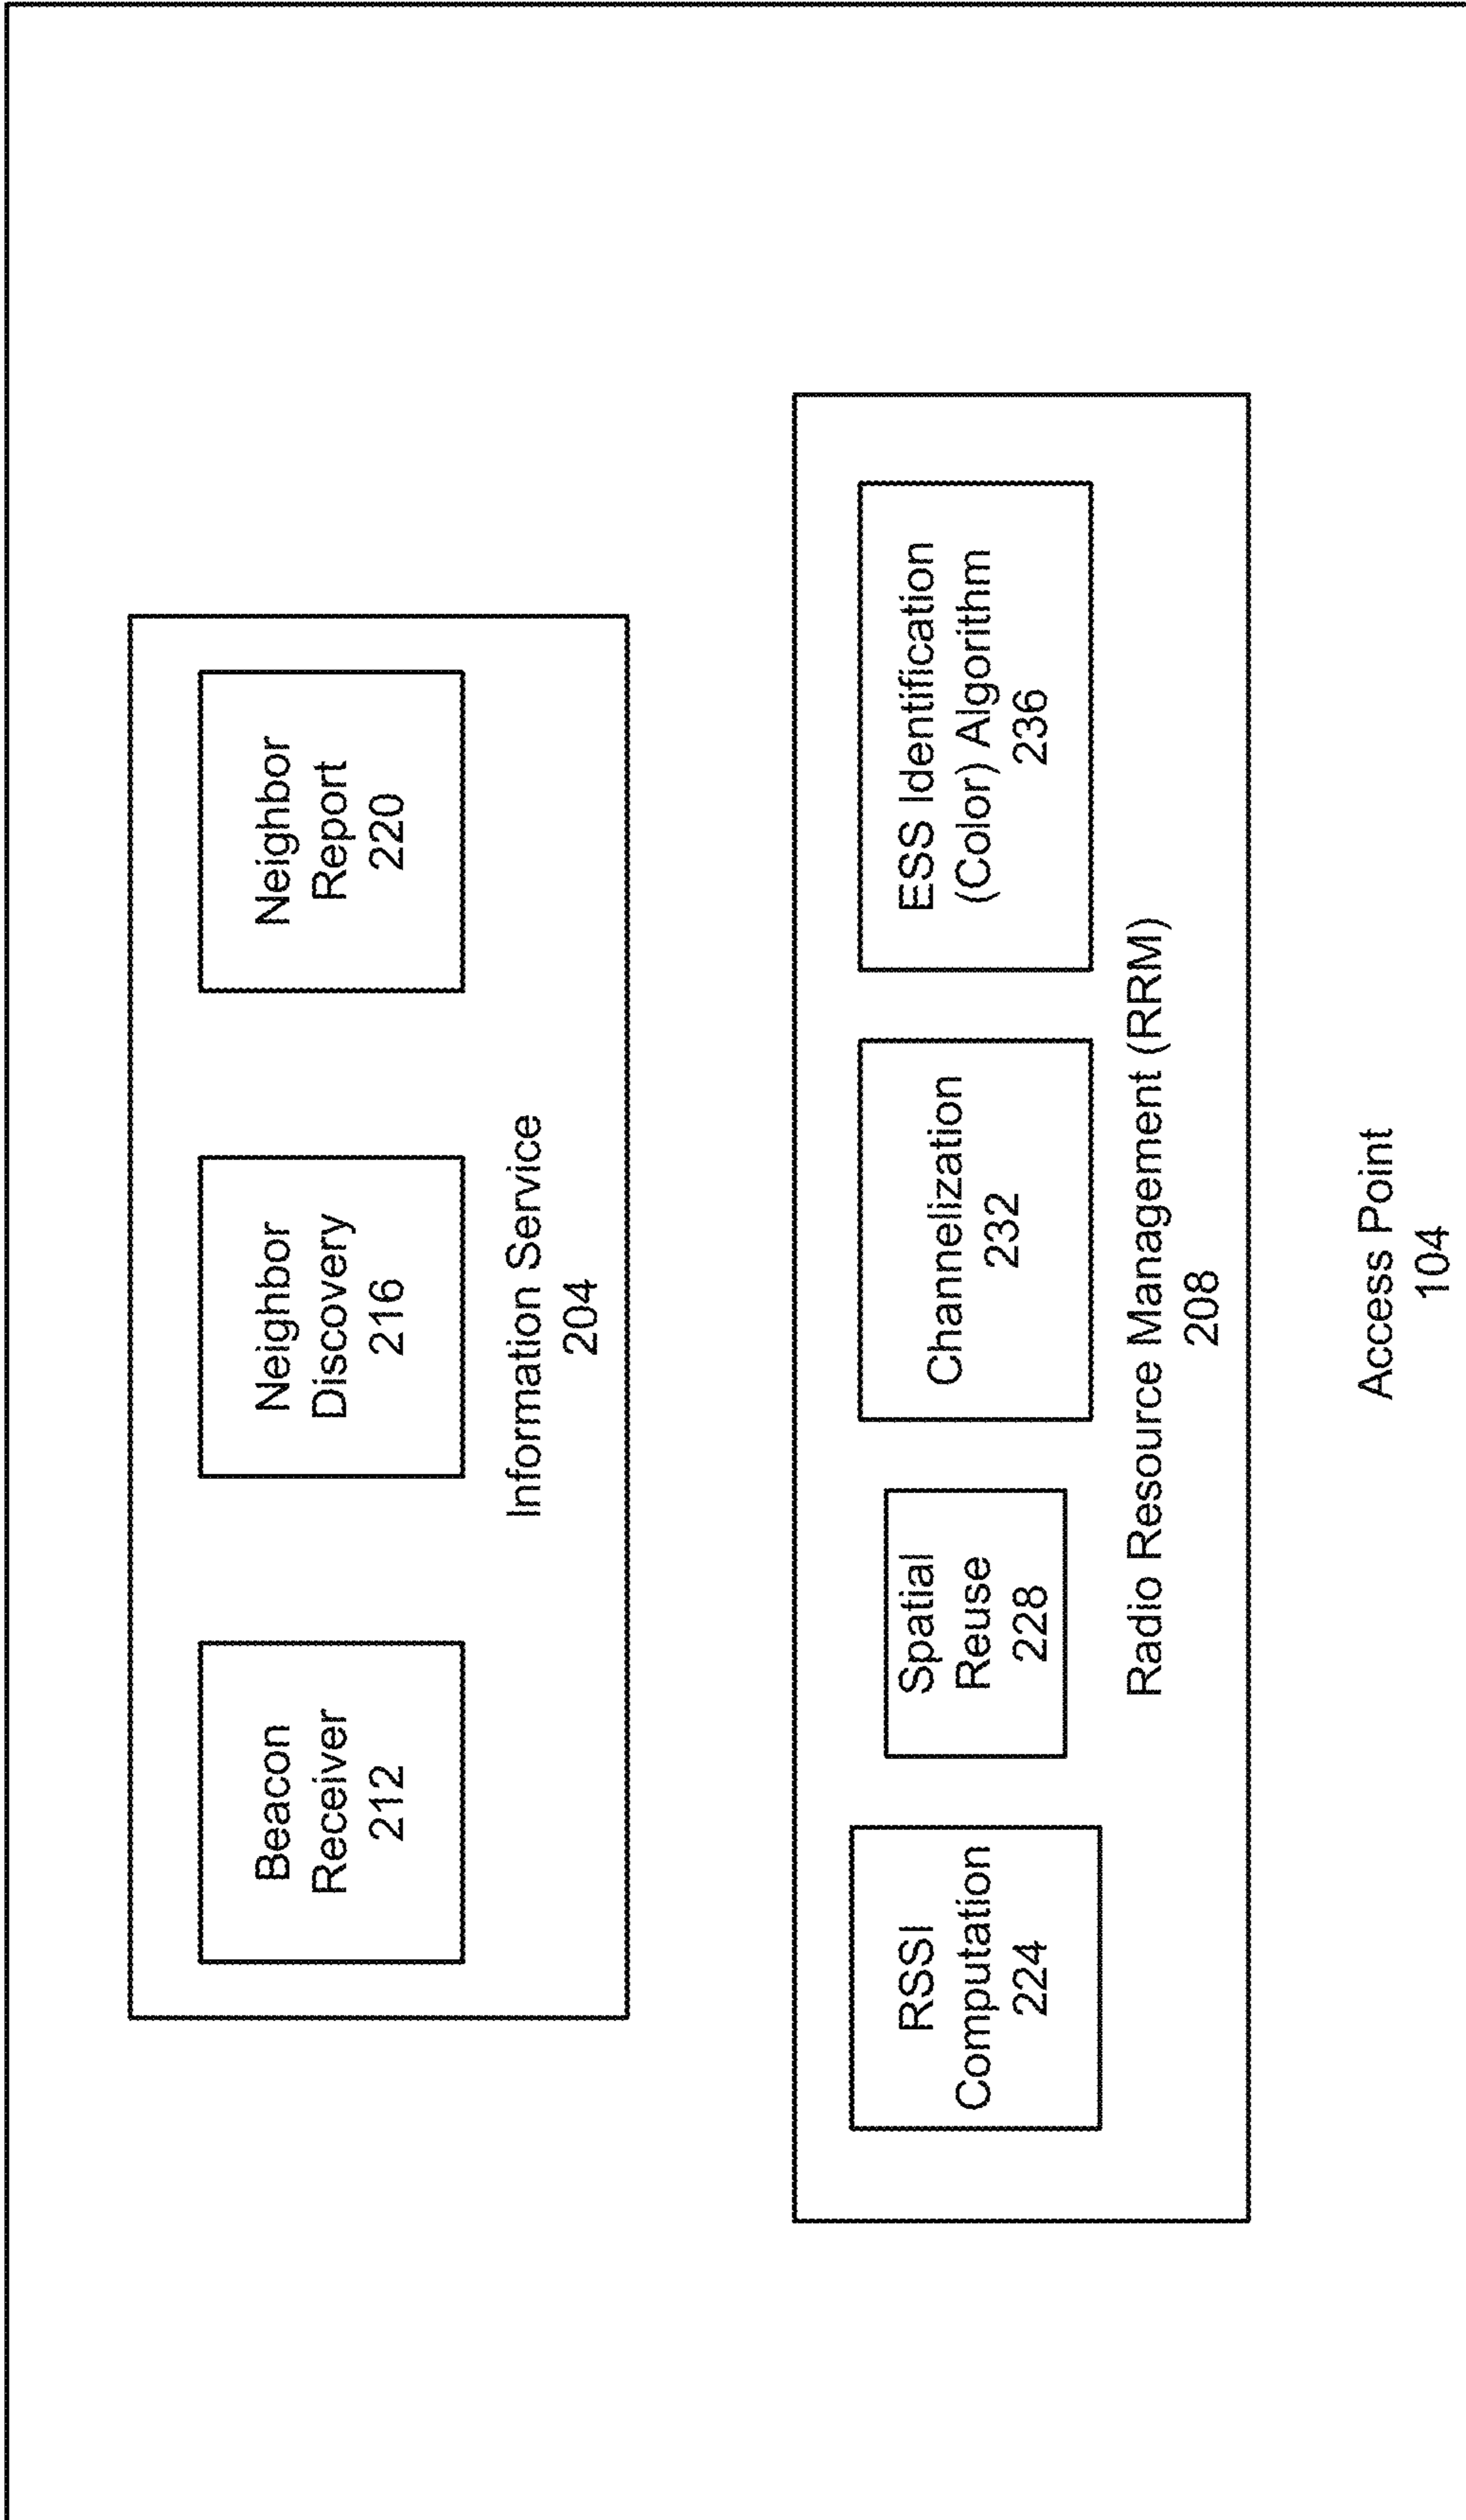 Beacon
Receiver
212
Neighbor
Discovery
216
Neighbor
Report
220
Information Service
204
RSSI
Computation
224
Spatial
Reuse
228
Channelization
232
ESS Identification
(Color) Algorithm
236
Radio Resource Management (RRM)
208
Access Point
104